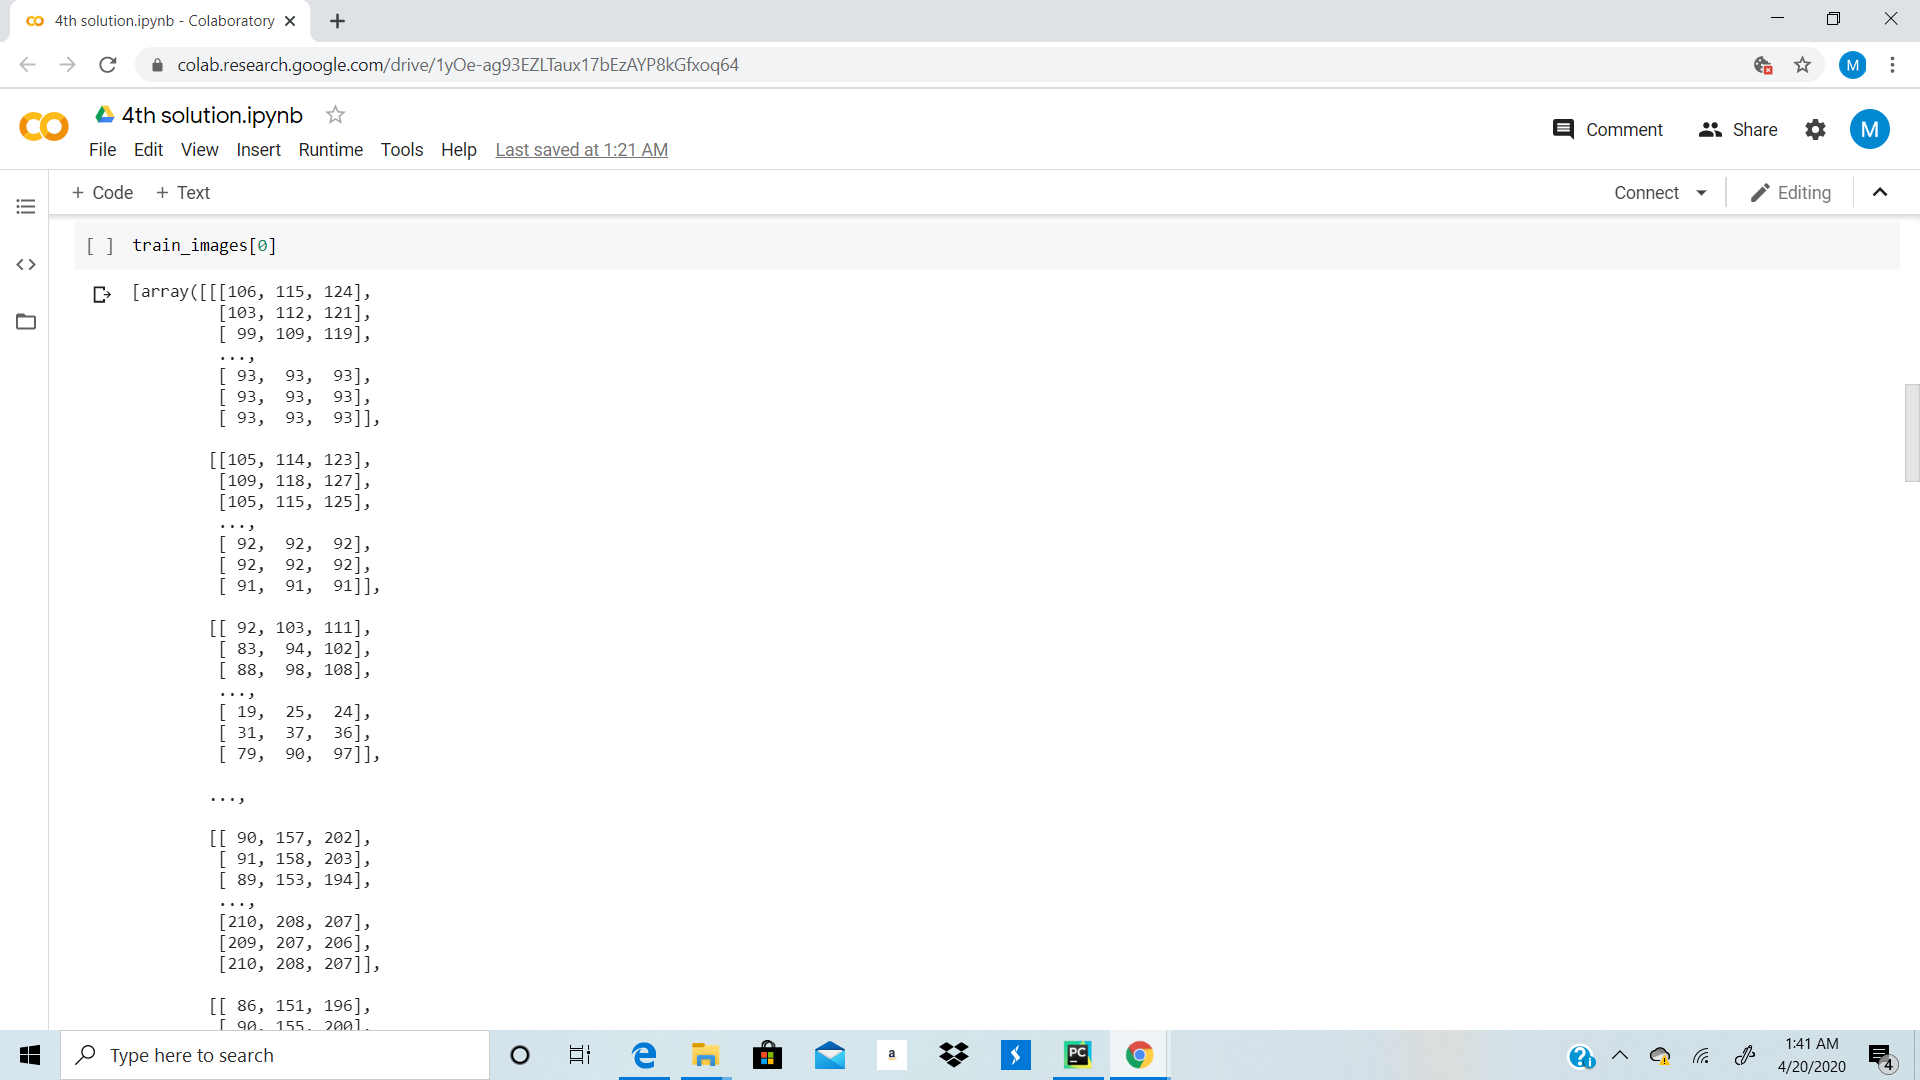 4th solution.ipynb - Colaboratory
colab.research.google.com/drive/1yOe-ag93EZLTaux17bEzAYP8kGfxoq64
M
4th solution.ipynb
Comment
Share
M
File Edit View Insert Runtime Tools Help Last saved at 1:21 AM
+ Code + Text
Connect
Editing
[ ] train_images[0]
[array([[[106, 115, 124],
[103, 112, 121],
[ 99, 109, 119],
...,
[ 93,  93,  93],
[ 93,  93,  93],
[ 93,  93,  93]],
[[105, 114, 123],
[109, 118, 127],
[105, 115, 125],
...,
[ 92,  92,  92],
[ 92,  92,  92],
[ 91,  91,  91]],
[[ 92, 103, 111],
[ 83,  94, 102],
[ 88,  98, 108],
...,
[ 19,  25,  24],
[ 31,  37,  36],
[ 79,  90,  97]],
...,
[[ 90, 157, 202],
[ 91, 158, 203],
[ 89, 153, 194],
...,
[210, 208, 207],
[209, 207, 206],
[210, 208, 207]],
[[ 86, 151, 196],
[ 90, 155, 200],
Type here to search
a
PC
1:41 AM
4/20/2020
4